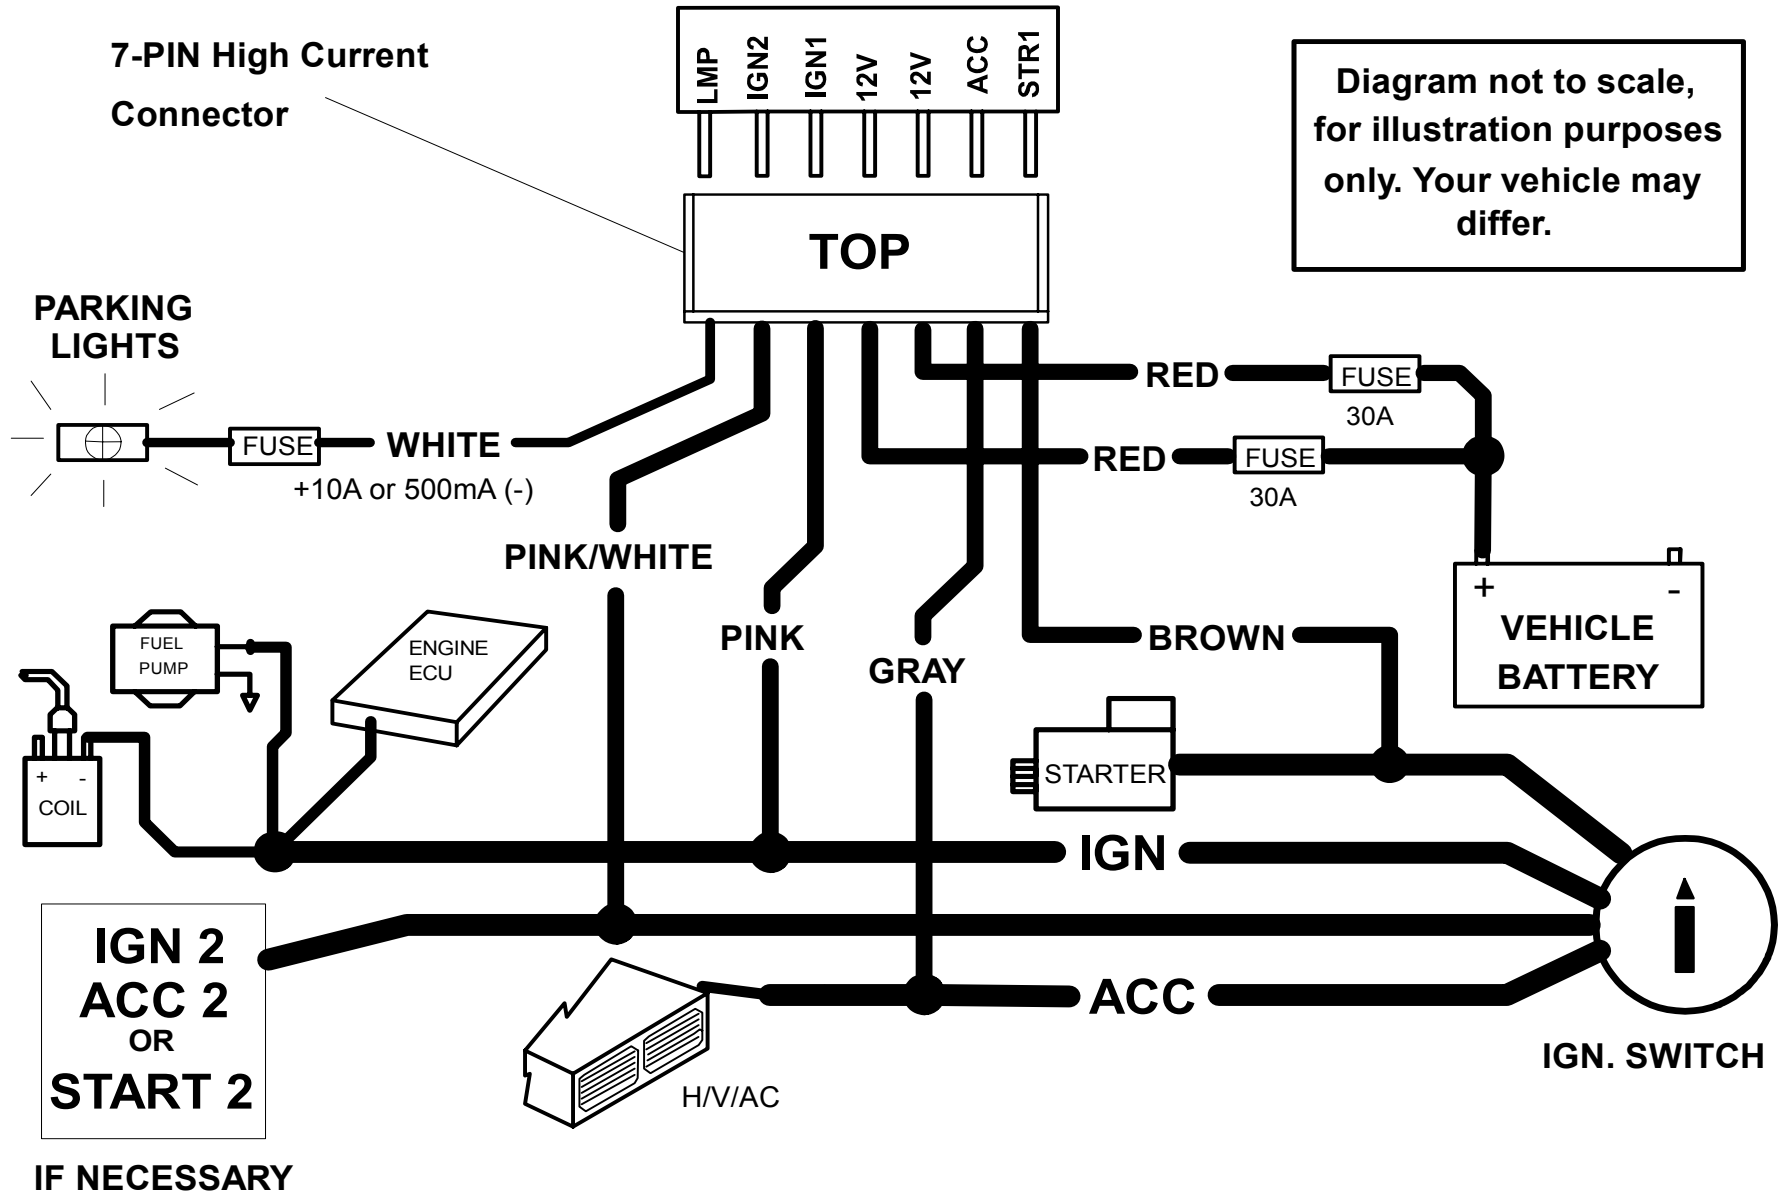 7-PIN High Current
Connector
LMP
IGN2
IGN1
12V
12V
ACC
STR1
Diagram not to scale,
for illustration purposes
only. Your vehicle may
differ.
TOP
PARKING
LIGHTS
FUSE
WHITE
+10A or 500mA (-)
RED
FUSE
30A
RED
FUSE
30A
PINK/WHITE
PINK
GRAY
BROWN
+
-
VEHICLE
BATTERY
FUEL
PUMP
ENGINE
ECU
+ -
COIL
STARTER
IGN
IGN 2
ACC 2
OR
START 2
IF NECESSARY
ACC
H/V/AC
IGN. SWITCH